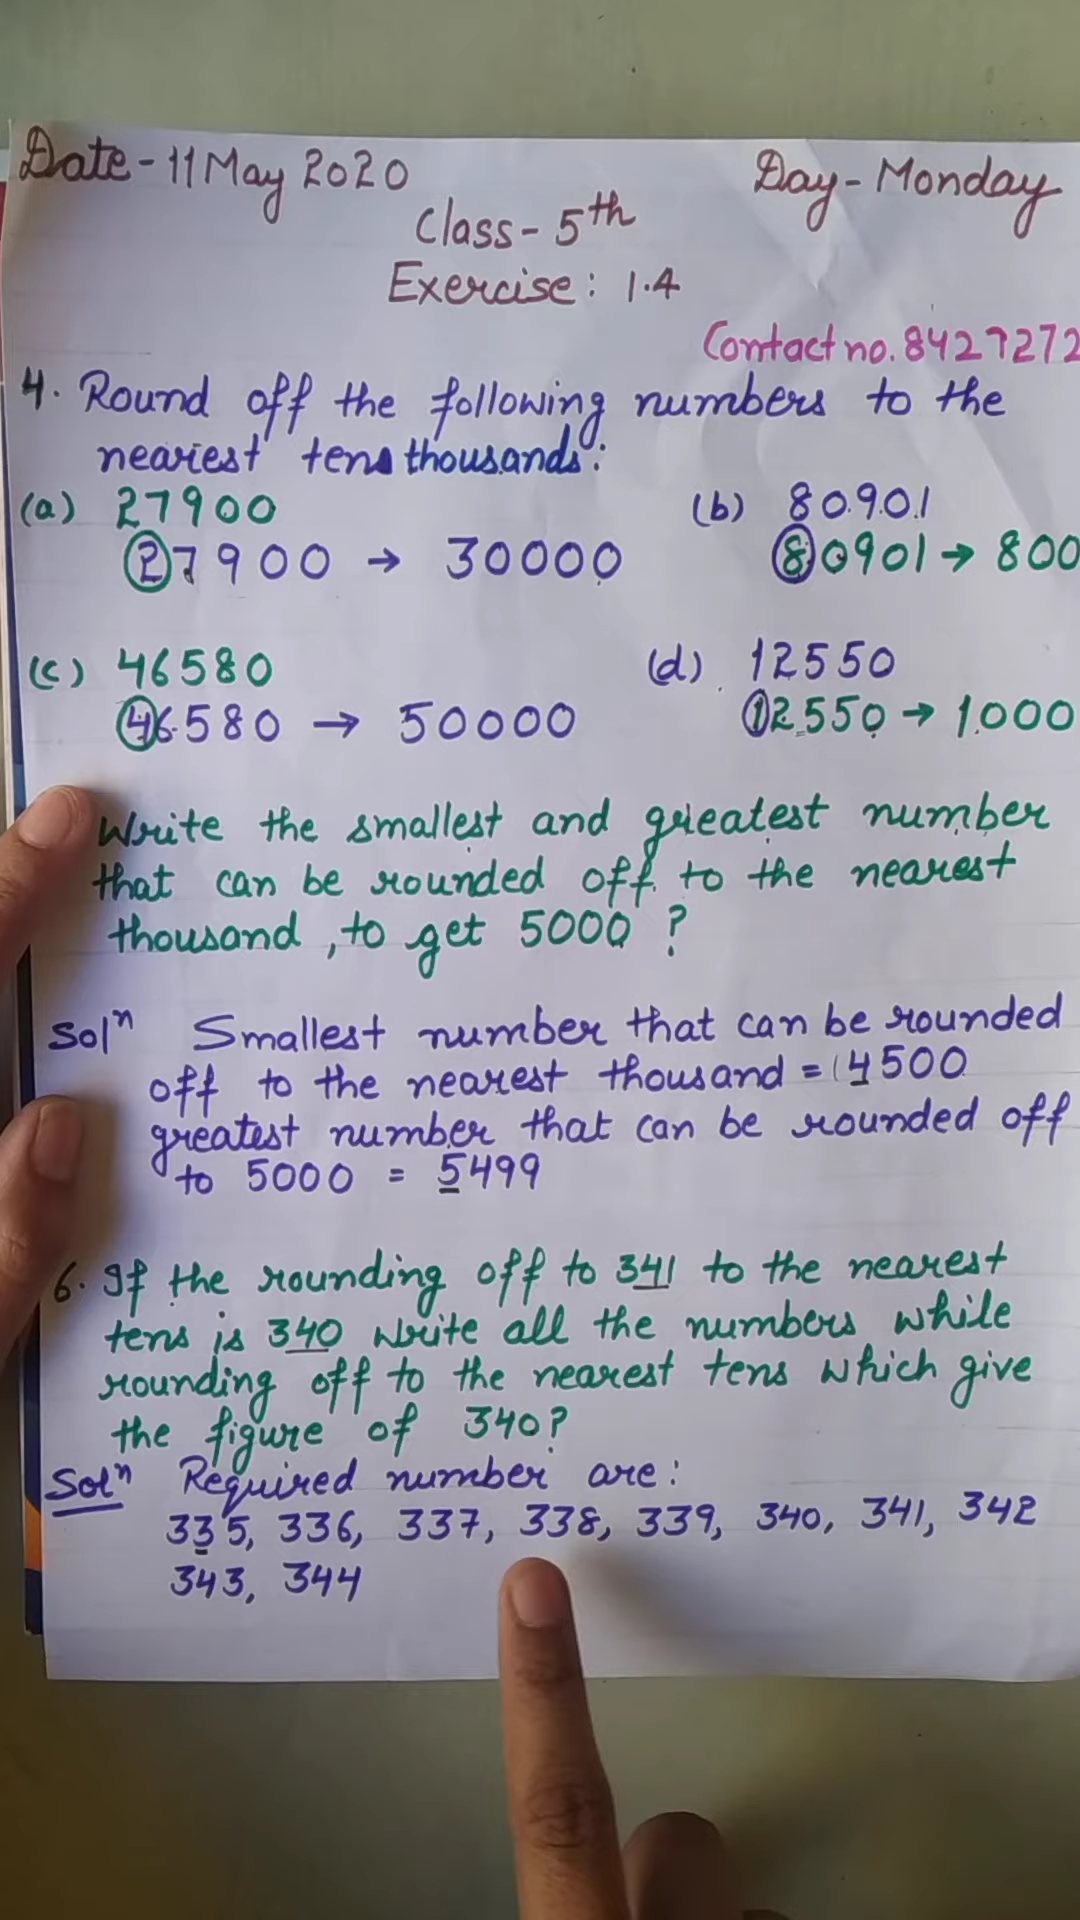 Date - 11 May 2020 Day - Monday
Class - 5th
Exercise: 1.4
Contact no. 8427272
4. Round off the following numbers to the
nearest tens thousands:
(a) 27900 (b) 80901
27900 → 30000 80901 → 800
(c) 46580 (d) 12550
46580 → 50000 12550 → 1000
Write the smallest and greatest number
that can be rounded off to the nearest
thousand, to get 5000?
Solⁿ Smallest number that can be rounded
off to the nearest thousand = 4500
greatest number that can be rounded off
to 5000 = 5499
6. If the rounding off to 341 to the nearest
tens is 340 write all the numbers while
rounding off to the nearest tens which give
the figure of 340?
Solⁿ Required number are:
335, 336, 337, 338, 339, 340, 341, 342
343, 344